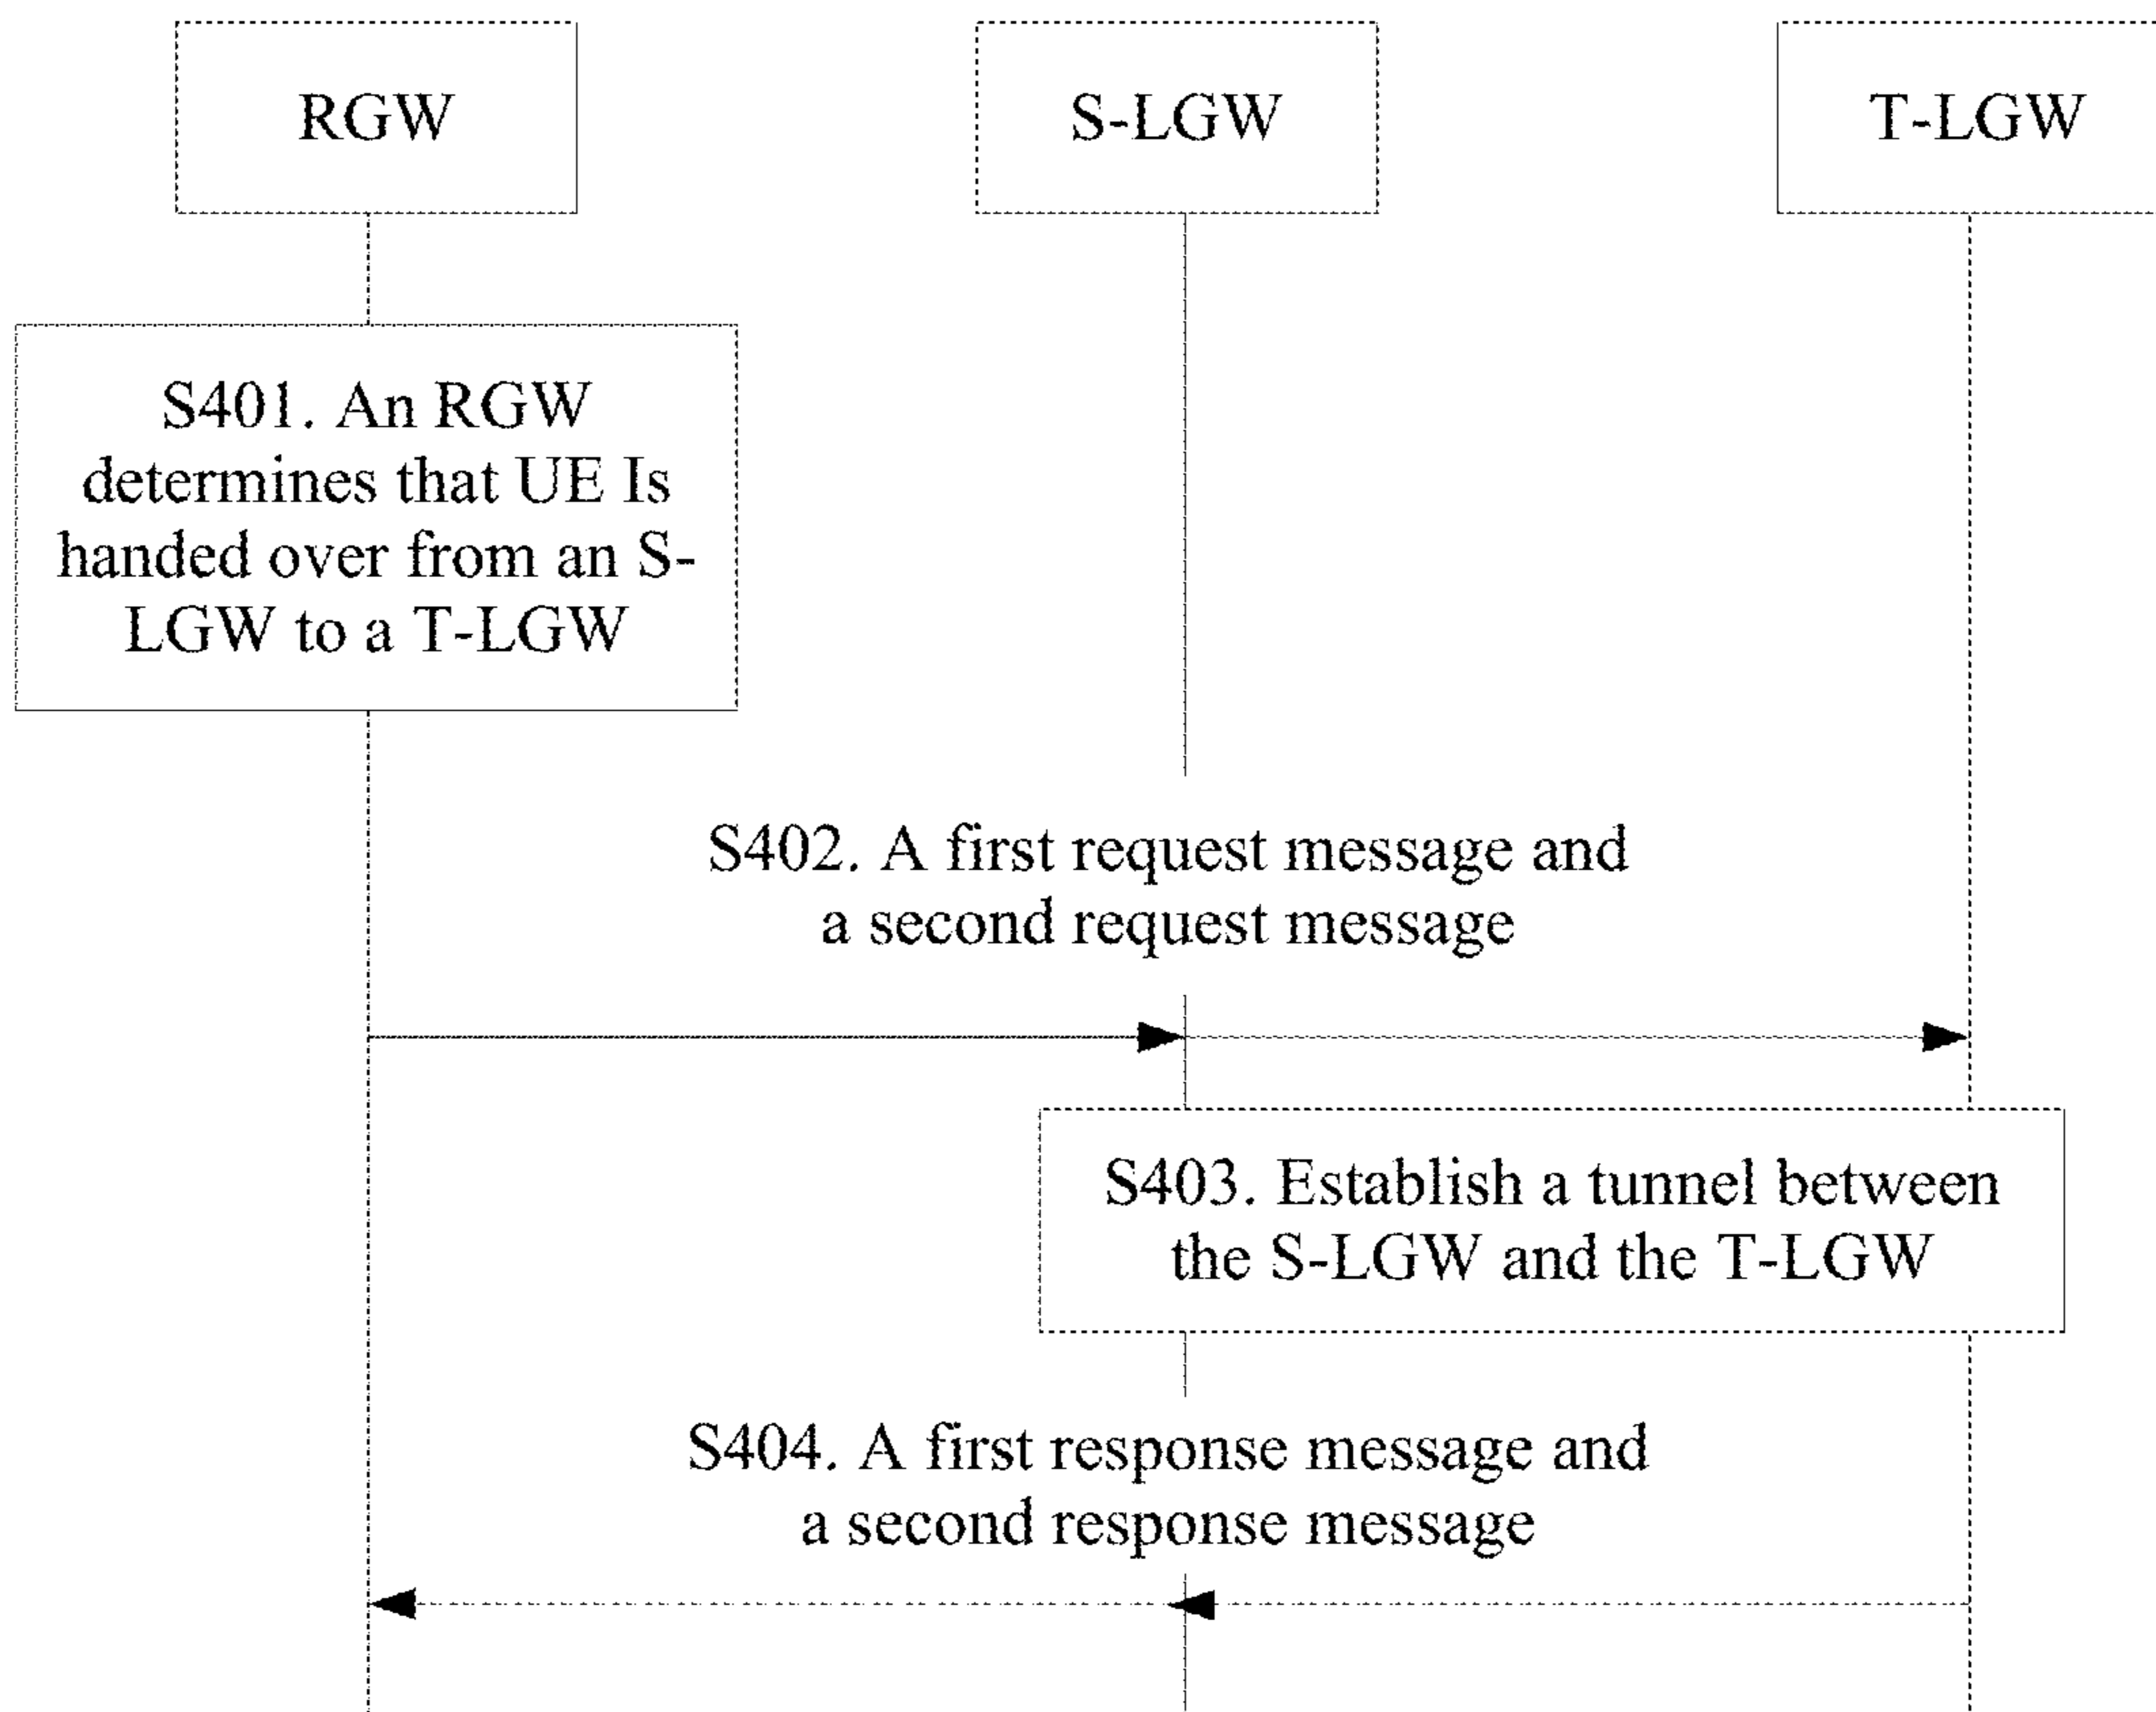 RGW
S-LGW
T-LGW
S401. An RGW
determines that UE Is
handed over from an S-
LGW to a T-LGW
S402. A first request message and
a second request message
S403. Establish a tunnel between
the S-LGW and the T-LGW
S404. A first response message and
a second response message